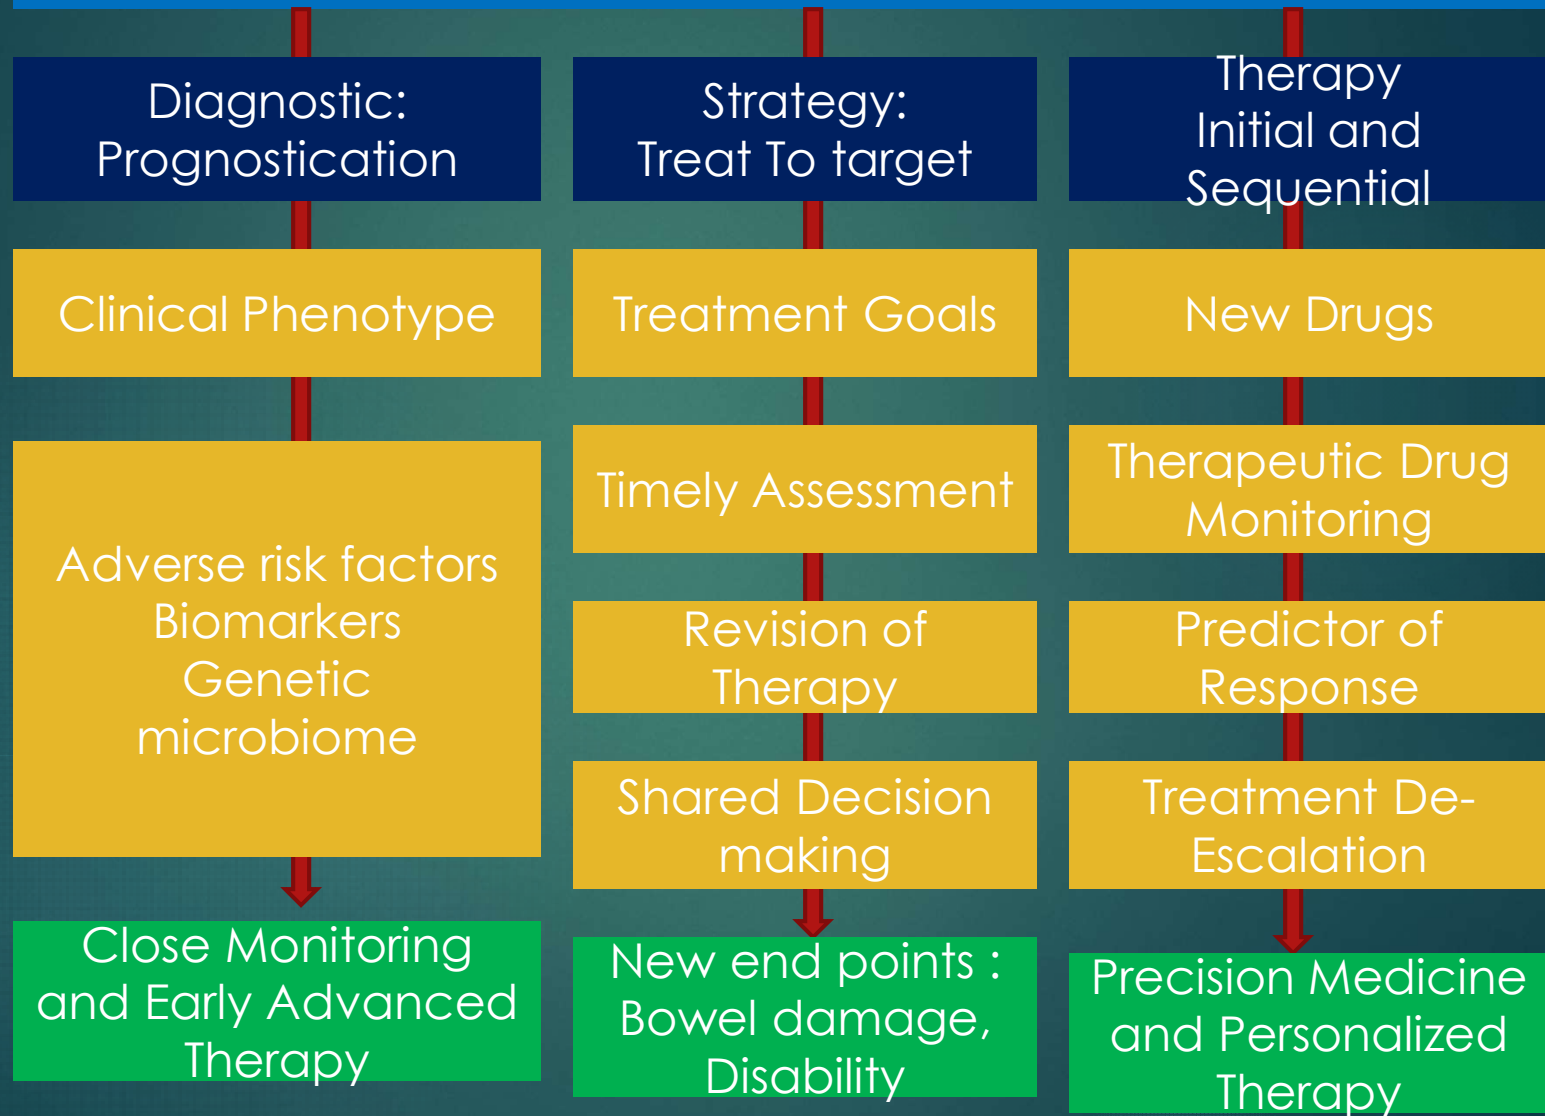 Diagnostic:
Prognostication
Clinical Phenotype
Adverse risk factors
Biomarkers
Genetic
microbiome
Close Monitoring
and Early Advanced
Therapy
Strategy:
Treat To target
Treatment Goals
Timely Assessment
Revision of
Therapy
Shared Decision
making
New end points :
Bowel damage,
Disability
Therapy
Initial and
Sequential
New Drugs
Therapeutic Drug
Monitoring
Predictor of
Response
Treatment De-
Escalation
Precision Medicine
and Personalized
Therapy